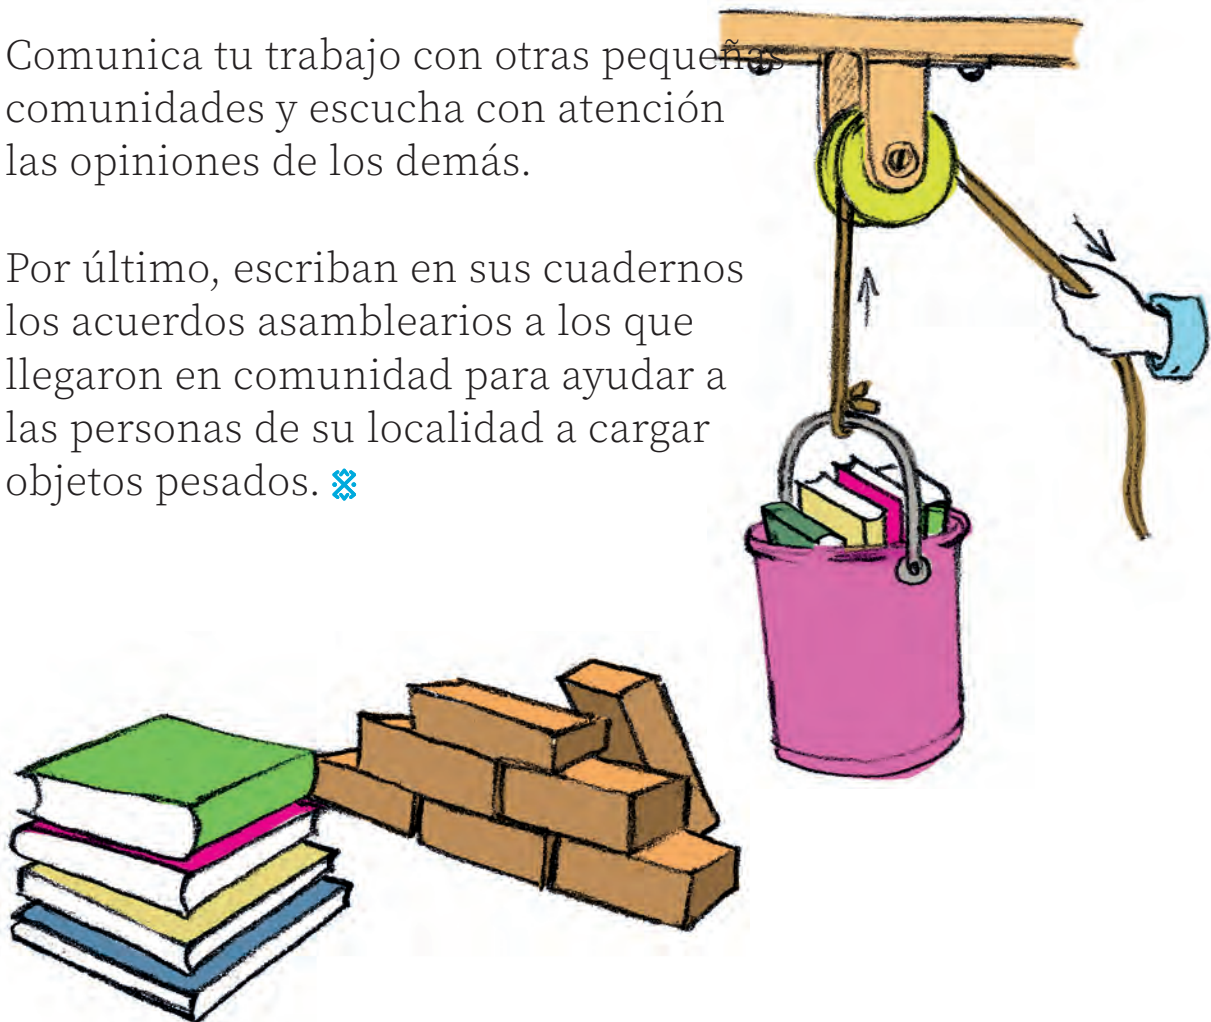 Comunica tu trabajo con otras pequeñas
comunidades y escucha con atención
las opiniones de los demás.
Por último, escriban en sus cuadernos
los acuerdos asamblearios a los que
llegaron en comunidad para ayudar a
las personas de su localidad a cargar
objetos pesados.